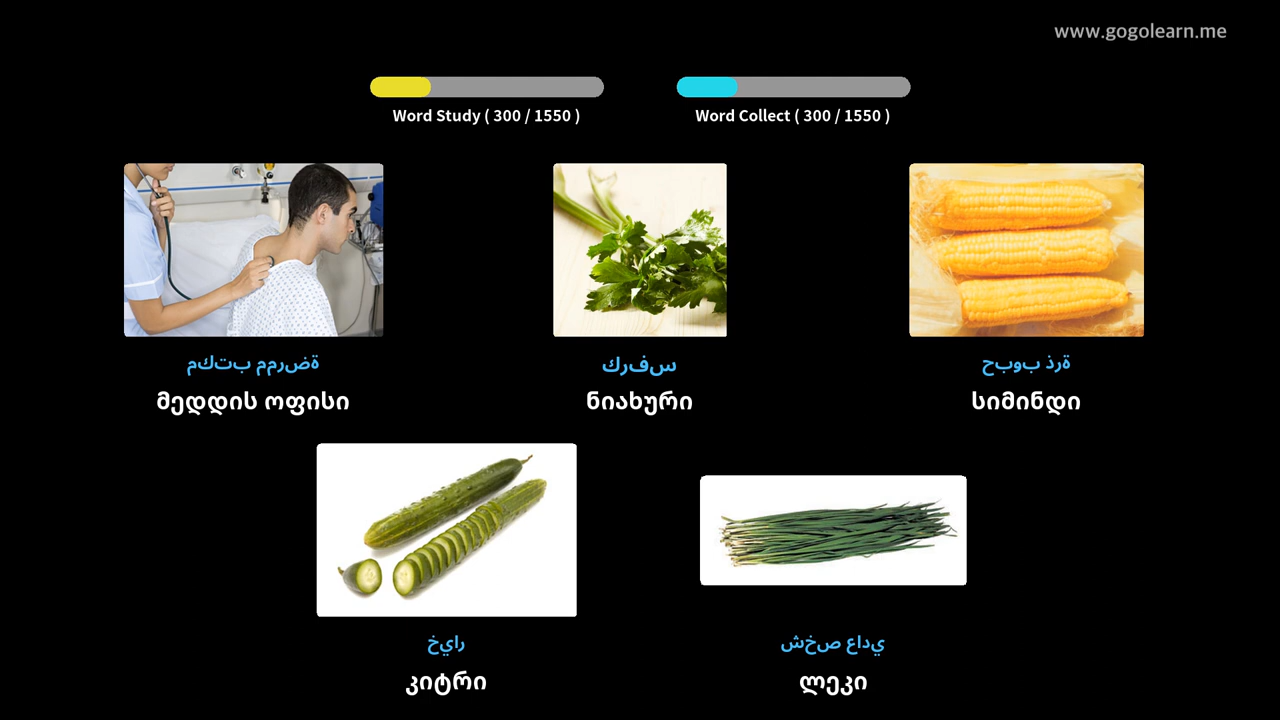 www.gogolearn.me
Word Study ( 300 / 1550 )
Word Collect ( 300 / 1550 )
مكتب ممرضة
მედდის ოფისი
كرفس
ნიახური
حبوب ذرة
სიმინდი
خيار
კიტრი
شخص عادي
ლეკი